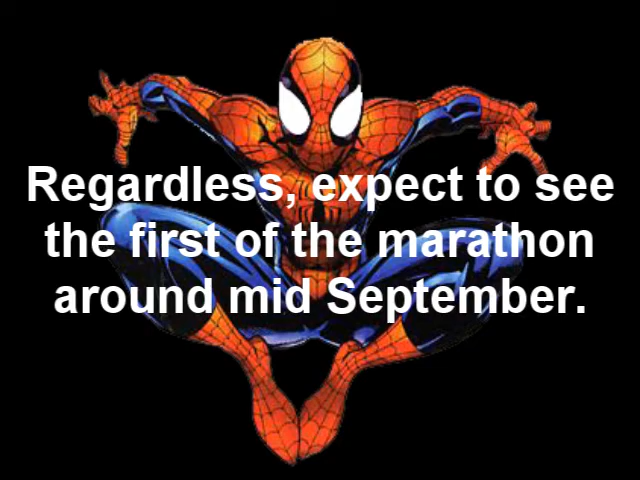 Regardless, expect to see
the first of the marathon
around mid September.